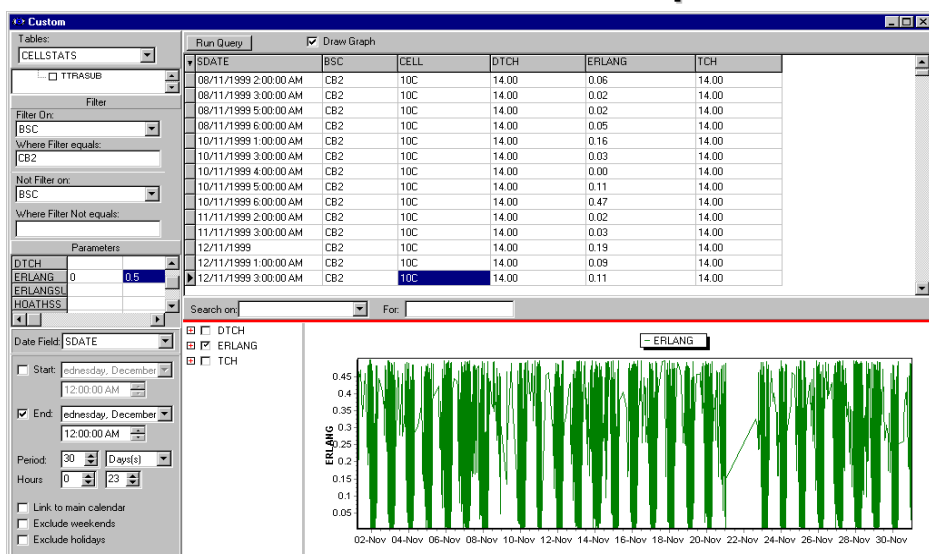 Custom
Tables:
CELLSTATS
TTRASUB
Filter
Filter On:
BSC
Where Filter equals:
CB2
Not Filter on:
BSC
Where Filter Not equals:
Parameters
DTCH
ERLANG 0 0.5
ERLANGSU
HOATHSS
Date Field: SDATE
Start: ednesday, December
12:00:00 AM
End: ednesday, December
12:00:00 AM
Period: 30 Days(s)
Hours 0 23
Link to main calendar
Exclude weekends
Exclude holidays
Run Query Draw Graph
SDATE BSC CELL DTCH ERLANG TCH
08/11/1999 2:00:00 AM CB2 10C 14.00 0.06 14.00
08/11/1999 3:00:00 AM CB2 10C 14.00 0.02 14.00
08/11/1999 5:00:00 AM CB2 10C 14.00 0.02 14.00
08/11/1999 6:00:00 AM CB2 10C 14.00 0.05 14.00
10/11/1999 1:00:00 AM CB2 10C 14.00 0.16 14.00
10/11/1999 3:00:00 AM CB2 10C 14.00 0.03 14.00
10/11/1999 4:00:00 AM CB2 10C 14.00 0.00 14.00
10/11/1999 5:00:00 AM CB2 10C 14.00 0.11 14.00
10/11/1999 6:00:00 AM CB2 10C 14.00 0.47 14.00
11/11/1999 2:00:00 AM CB2 10C 14.00 0.02 14.00
11/11/1999 3:00:00 AM CB2 10C 14.00 0.03 14.00
12/11/1999 CB2 10C 14.00 0.19 14.00
12/11/1999 1:00:00 AM CB2 10C 14.00 0.09 14.00
12/11/1999 3:00:00 AM CB2 10C 14.00 0.11 14.00
Search on: For:
DTCH
ERLANG
TCH
ERLANG
ERLANG
0.45
0.4
0.35
0.3
0.25
0.2
0.15
0.1
0.05
02-Nov 04-Nov 06-Nov 08-Nov 10-Nov 12-Nov 14-Nov 16-Nov 18-Nov 20-Nov 22-Nov 24-Nov 26-Nov 28-Nov 30-Nov